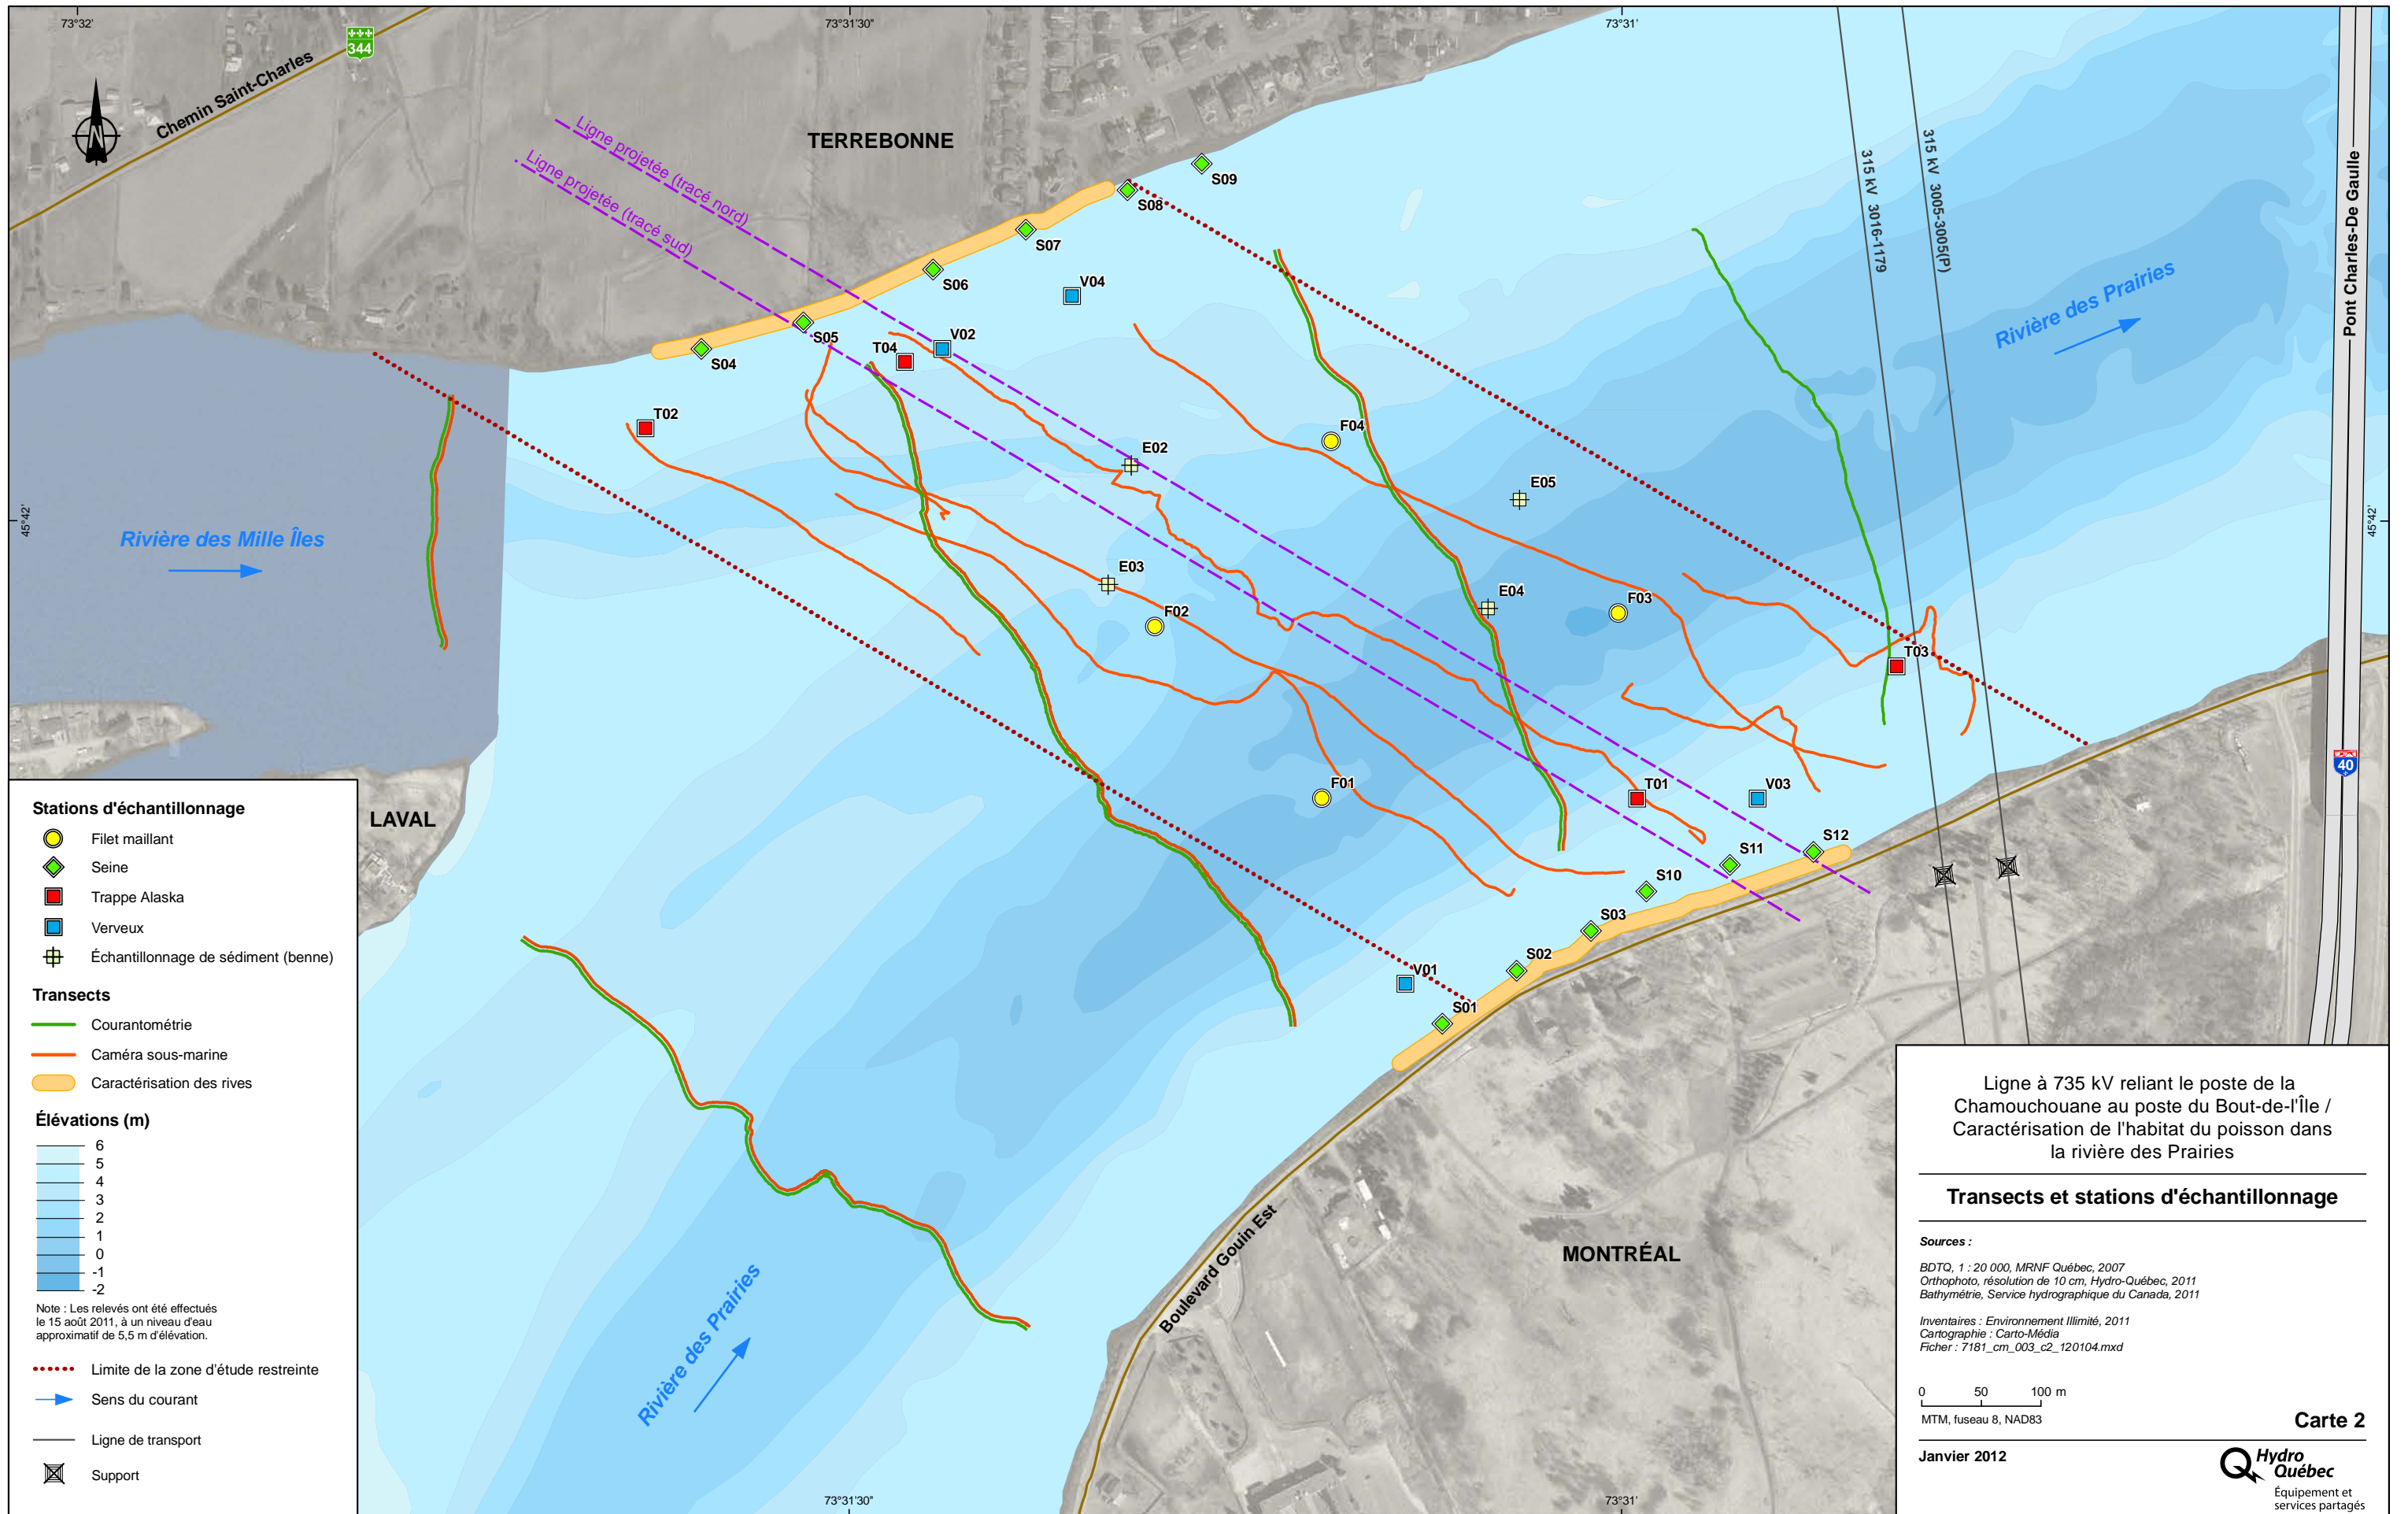 73°32'
73°31'30"
73°31'
344
Chemin Saint-Charles
N
TERREBONNE
Ligne projetée (tracé nord)
Ligne projetée (tracé sud)
315 kV 3016-1179
315 kV 3005-3005(P)
Pont Charles-De Gaulle
S09
S08
S07
S06
S05
S04
V04
V02
T04
T02
Rivière des Prairies
F04
E02
E05
45°42'
45°42'
Rivière des Mille Îles
E03
F02
E04
F03
T03
F01
T01
V03
40
LAVAL
S12
S11
S10
S03
S02
V01
S01
Boulevard Gouin Est
Rivière des Prairies
MONTRÉAL
73°31'30"
73°31'
Stations d'échantillonnage
Filet maillant
Seine
Trappe Alaska
Verveux
Échantillonnage de sédiment (benne)
Transects
Courantométrie
Caméra sous-marine
Caractérisation des rives
Élévations (m)
6
5
4
3
2
1
0
-1
-2
Note : Les relevés ont été effectués
le 15 août 2011, à un niveau d'eau
approximatif de 5,5 m d'élévation.
Limite de la zone d'étude restreinte
Sens du courant
Ligne de transport
Support
Ligne à 735 kV reliant le poste de la
Chamouchouane au poste du Bout-de-l'Île /
Caractérisation de l'habitat du poisson dans
la rivière des Prairies
Transects et stations d'échantillonnage
Sources :
BDTQ, 1 : 20 000, MRNF Québec, 2007
Orthophoto, résolution de 10 cm, Hydro-Québec, 2011
Bathymétrie, Service hydrographique du Canada, 2011
Inventaires : Environnement Illimité, 2011
Cartographie : Carto-Média
Ficher : 7181_cm_003_c2_120104.mxd
0 50 100 m
MTM, fuseau 8, NAD83
Carte 2
Janvier 2012
Hydro
Québec
Équipement et
services partagés